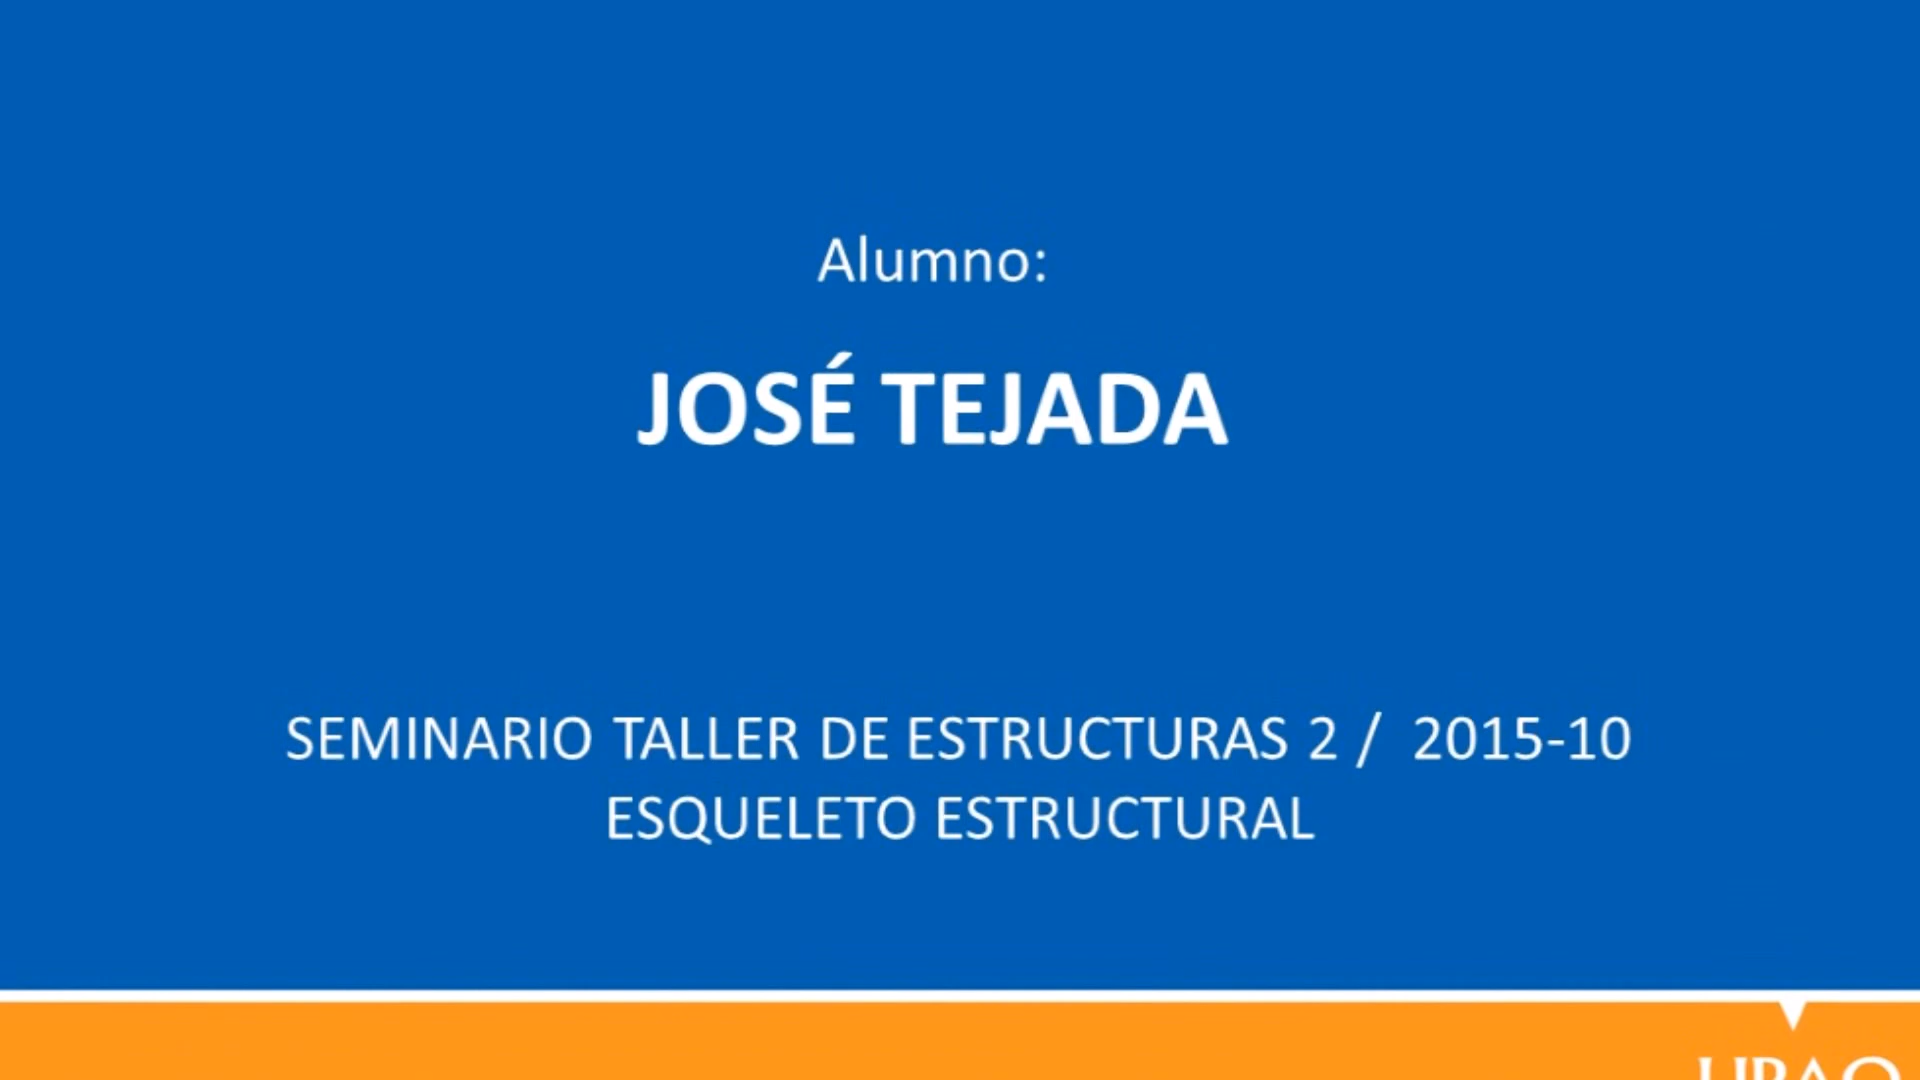 Alumno:
JOSÉ TEJADA
SEMINARIO TALLER DE ESTRUCTURAS 2 / 2015-10
ESQUELETO ESTRUCTURAL